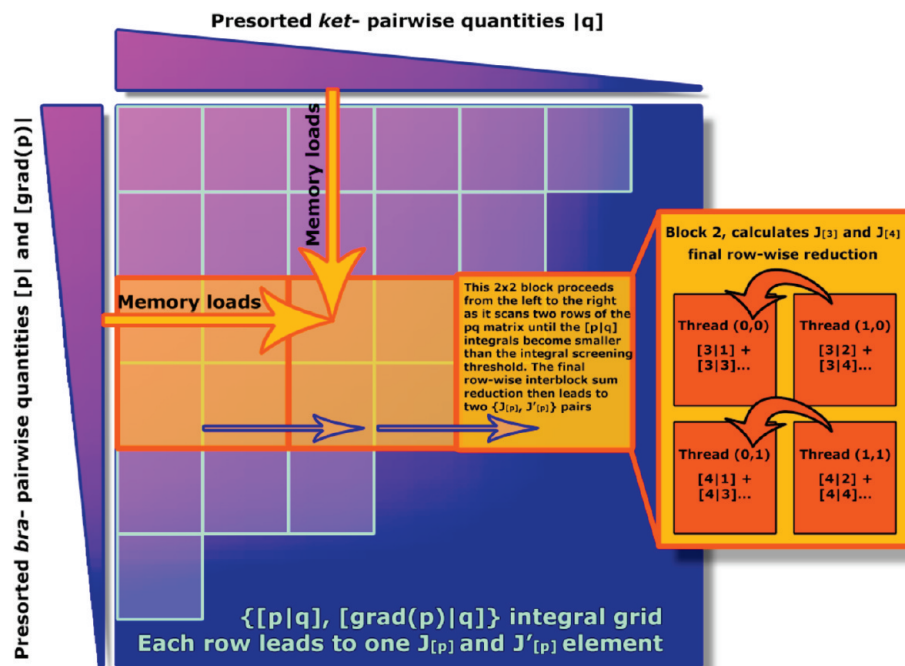 Presorted ket- pairwise quantities |q]
Presorted bra- pairwise quantities [p| and [grad(p)|
Memory loads
Memory loads
This 2x2 block proceeds
from the left to the right
as it scans two rows of the
pq matrix until the [p|q]
integrals become smaller
than the integral screening
threshold. The final
row-wise interblock sum
reduction then leads to
two {J[p], J'[p]} pairs
Block 2, calculates J[3] and J[4]
final row-wise reduction
Thread (0,0)
[3|1] +
[3|3]...
Thread (1,0)
[3|2] +
[3|4]...
Thread (0,1)
[4|1] +
[4|3]...
Thread (1,1)
[4|2] +
[4|4]...
{[p|q], [grad(p)|q]} integral grid
Each row leads to one J[p] and J'[p] element